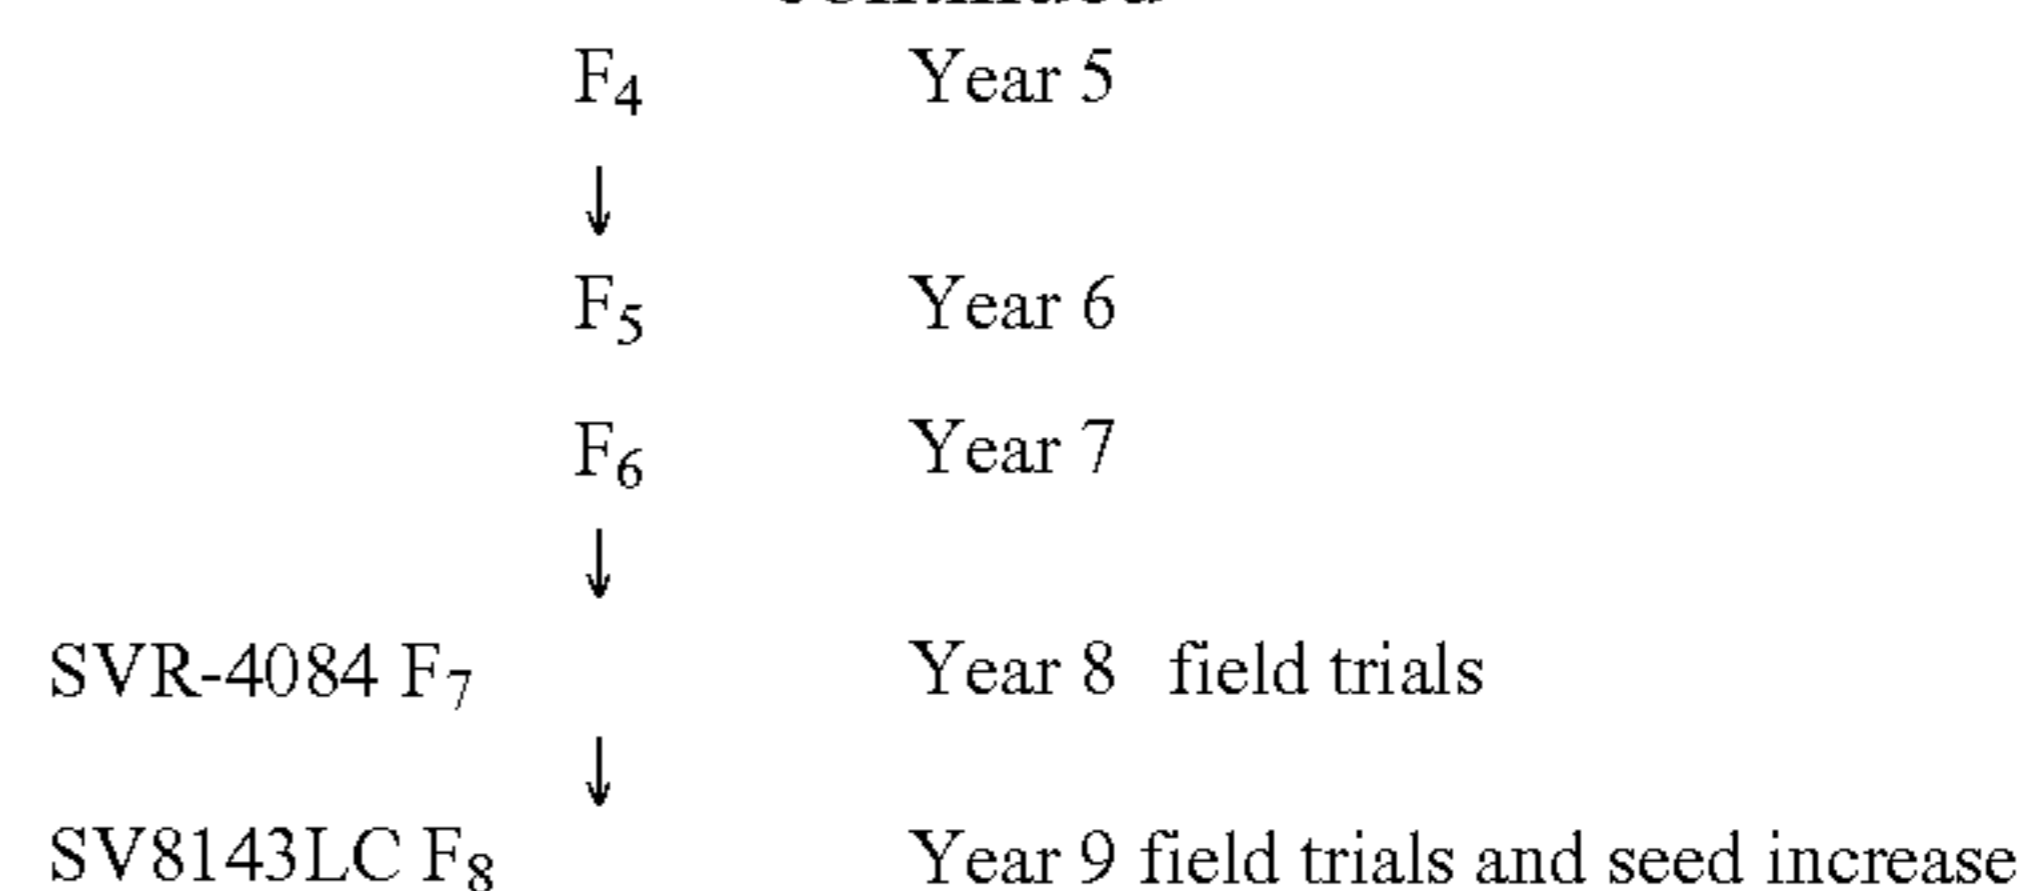 F₄ Year 5
↓
F₅ Year 6
F₆ Year 7
↓
SVR-4084 F₇ Year 8 field trials
↓
SV8143LC F₈ Year 9 field trials and seed increase